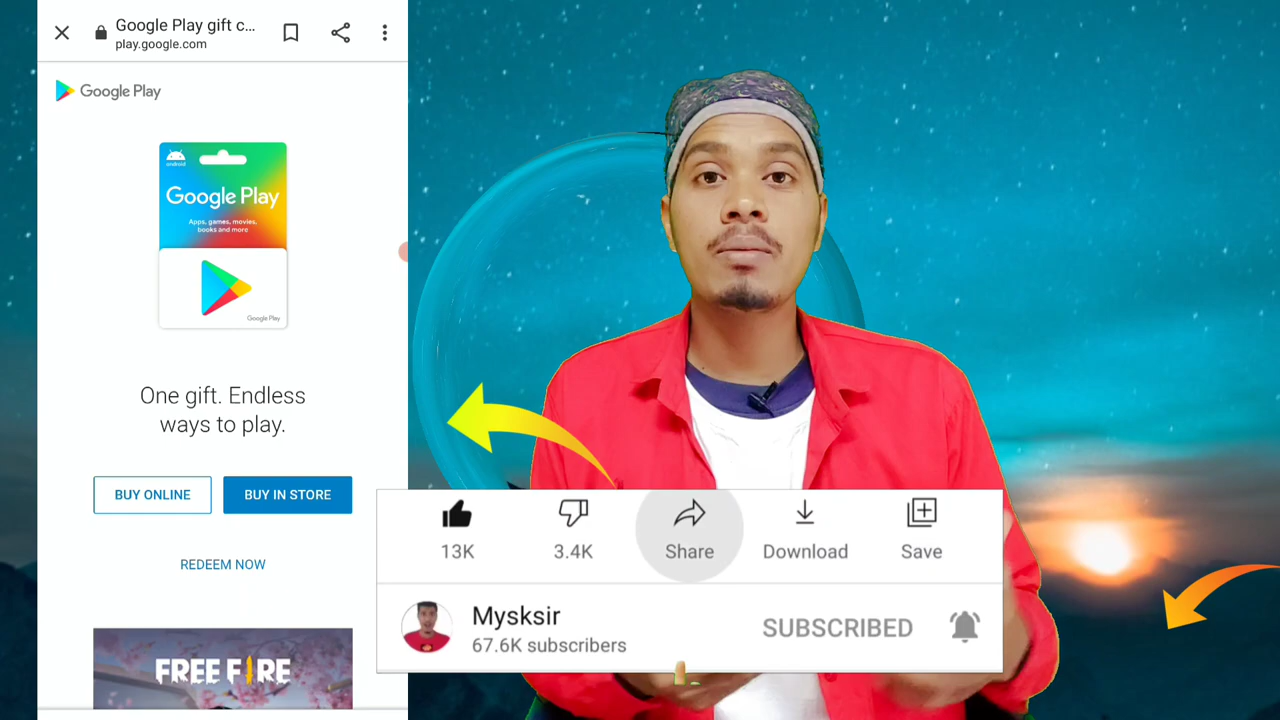 Google Play gift c...
play.google.com
Google Play
android
Google Play
Apps, games, movies,
books and more
Google Play
One gift. Endless
ways to play.
BUY ONLINE
BUY IN STORE
REDEEM NOW
FREE FIRE
13K
3.4K
Share
Download
Save
Mysksir
67.6K subscribers
SUBSCRIBED